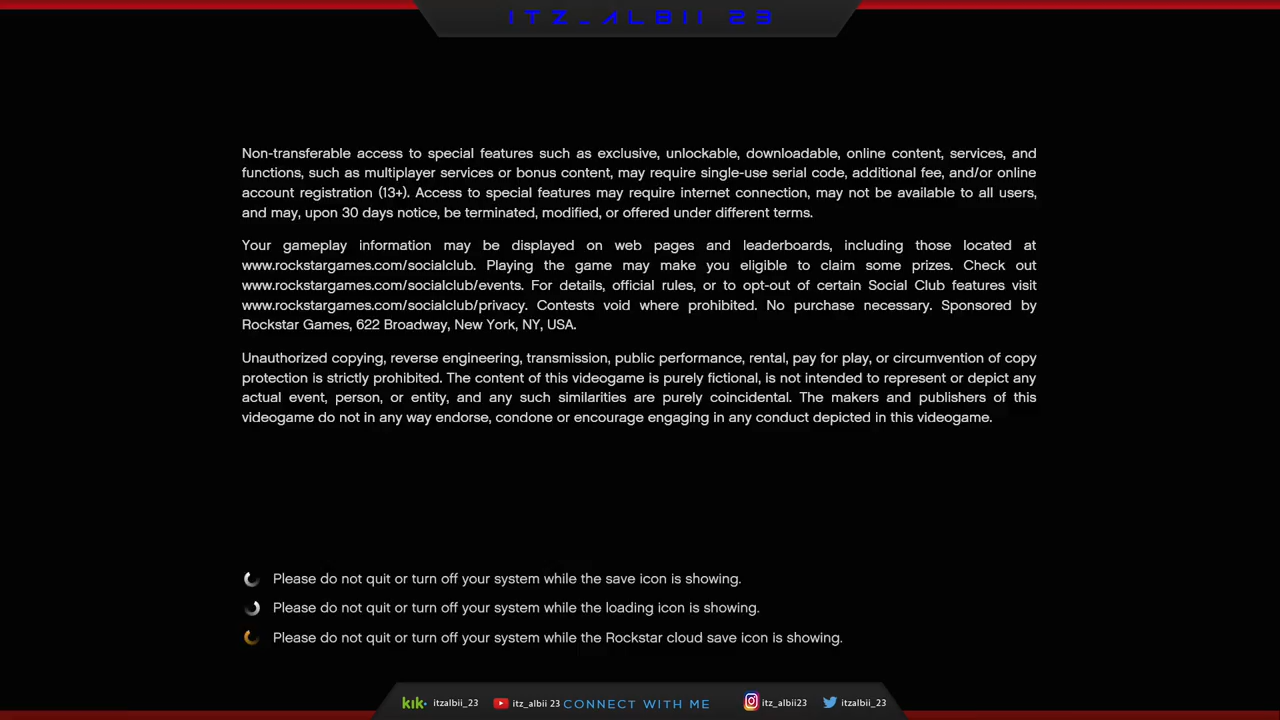 ITZ_ALBII 23
Non-transferable access to special features such as exclusive, unlockable, downloadable, online content, services, and
functions, such as multiplayer services or bonus content, may require single-use serial code, additional fee, and/or online
account registration (13+). Access to special features may require internet connection, may not be available to all users,
and may, upon 30 days notice, be terminated, modified, or offered under different terms.
Your gameplay information may be displayed on web pages and leaderboards, including those located at
www.rockstargames.com/socialclub. Playing the game may make you eligible to claim some prizes. Check out
www.rockstargames.com/socialclub/events. For details, official rules, or to opt-out of certain Social Club features visit
www.rockstargames.com/socialclub/privacy. Contests void where prohibited. No purchase necessary. Sponsored by
Rockstar Games, 622 Broadway, New York, NY, USA.
Unauthorized copying, reverse engineering, transmission, public performance, rental, pay for play, or circumvention of copy
protection is strictly prohibited. The content of this videogame is purely fictional, is not intended to represent or depict any
actual event, person, or entity, and any such similarities are purely coincidental. The makers and publishers of this
videogame do not in any way endorse, condone or encourage engaging in any conduct depicted in this videogame.
Please do not quit or turn off your system while the save icon is showing.
Please do not quit or turn off your system while the loading icon is showing.
Please do not quit or turn off your system while the Rockstar cloud save icon is showing.
kik· itzalbii_23 itz_albii 23 CONNECT WITH ME itz_albii23 itzalbii_23